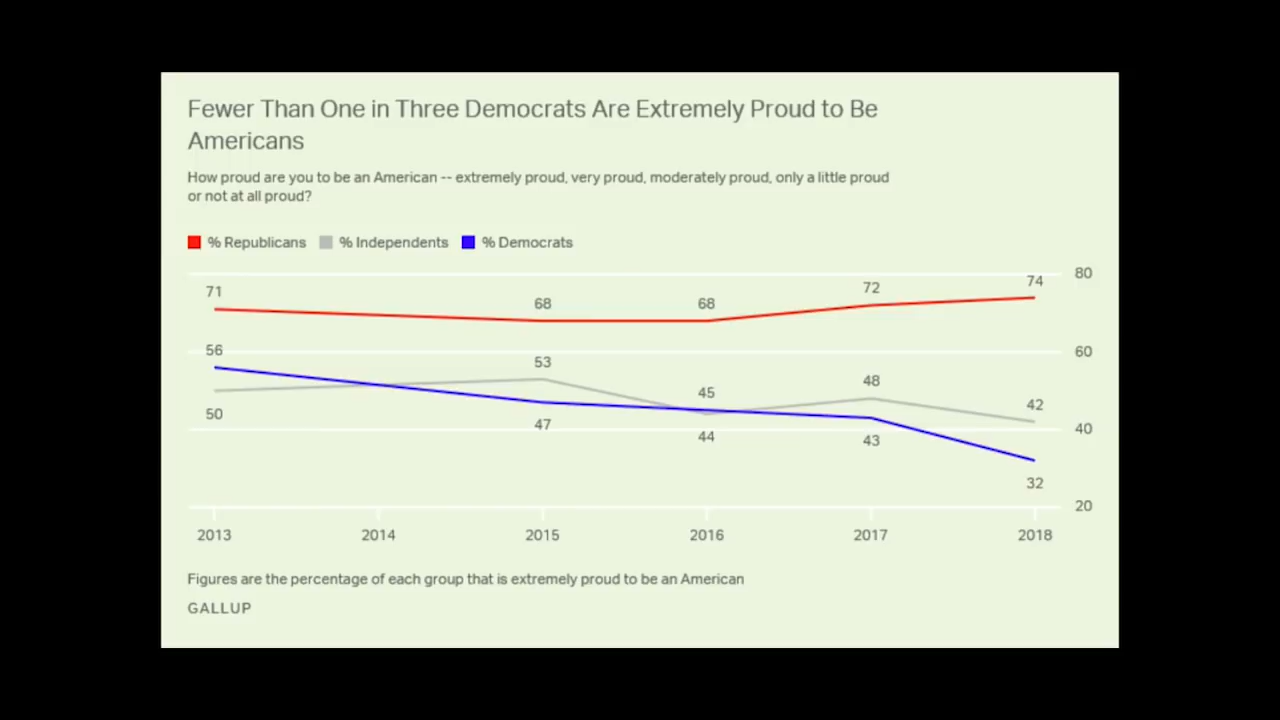 Fewer Than One in Three Democrats Are Extremely Proud to Be
Americans
How proud are you to be an American -- extremely proud, very proud, moderately proud, only a little proud
or not at all proud?
% Republicans % Independents % Democrats
80
74
72
71
68 68
60
56
53
50
48
47
45
44
43
42
40
32
20
2013 2014 2015 2016 2017 2018
Figures are the percentage of each group that is extremely proud to be an American
GALLUP